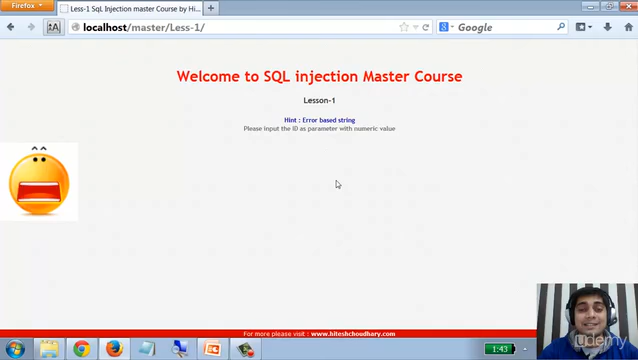 Firefox
Less-1 SqL Injection master Course by Hi...
localhost/master/Less-1/
Google
Welcome to SQL injection Master Course
Lesson-1
Hint : Error based string
Please input the ID as parameter with numeric value
For more please visit : www.hiteshchoudhary.com
1:43
udemy